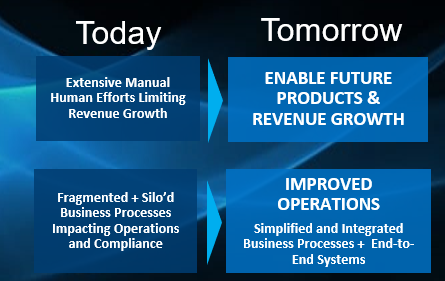 Today
Tomorrow
Extensive Manual
Human Efforts Limiting
Revenue Growth
ENABLE FUTURE
PRODUCTS &
REVENUE GROWTH
Fragmented + Silo’d
Business Processes
Impacting Operations
and Compliance
IMPROVED
OPERATIONS
Simplified and Integrated
Business Processes + End-to-
End Systems